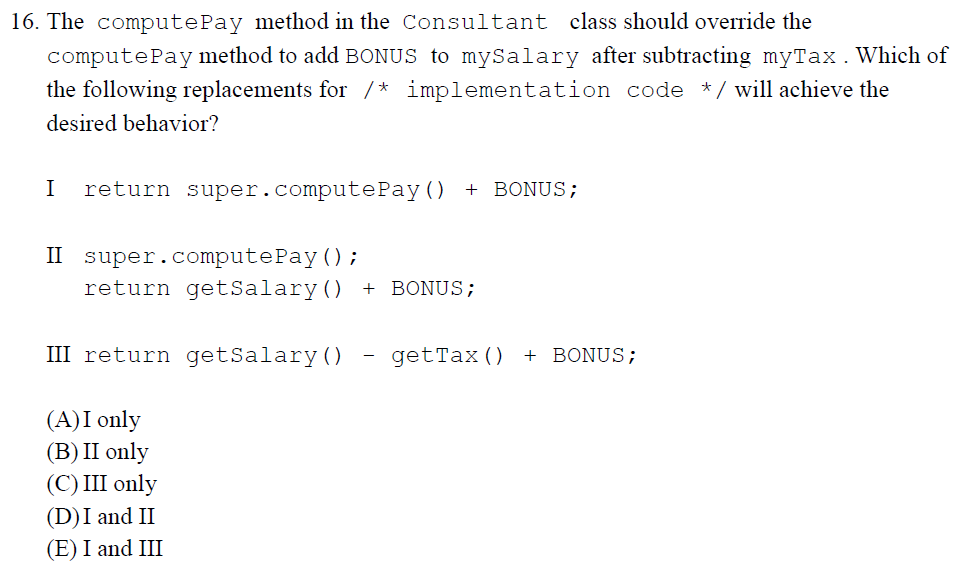 16. The computePay method in the Consultant class should override the
computePay method to add BONUS to mySalary after subtracting myTax. Which of
the following replacements for /* implementation code */ will achieve the
desired behavior?
I return super.computePay() + BONUS;
II super.computePay();
return getSalary() + BONUS;
III return getSalary() - getTax() + BONUS;
(A) I only
(B) II only
(C) III only
(D) I and II
(E) I and III